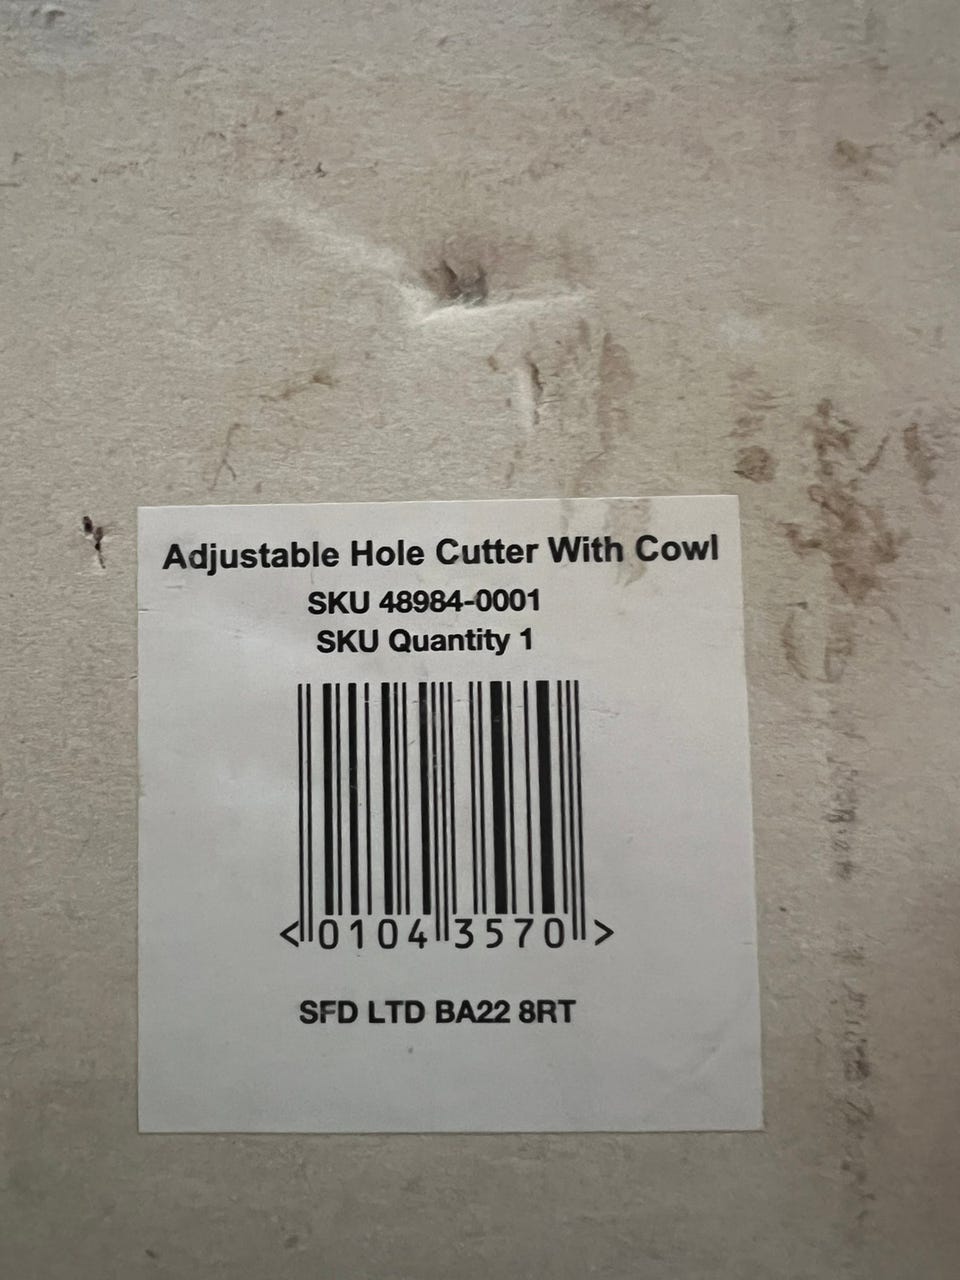 Adjustable Hole Cutter With Cowl
SKU 48984-0001
SKU Quantity 1
<0104 3570>
SFD LTD BA22 8RT